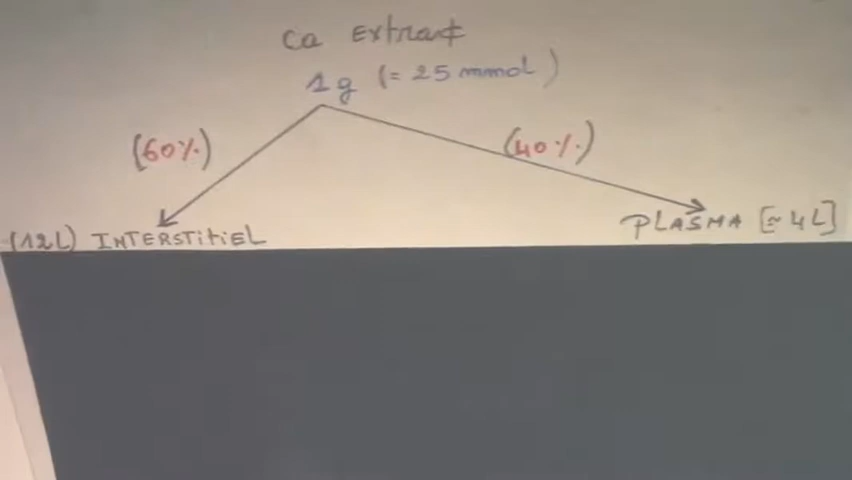 Ca Extract
1g (= 25 mmol)
(60%)
(40%)
(12L) INTERSTITIEL
PLASMA [≃ 4L]